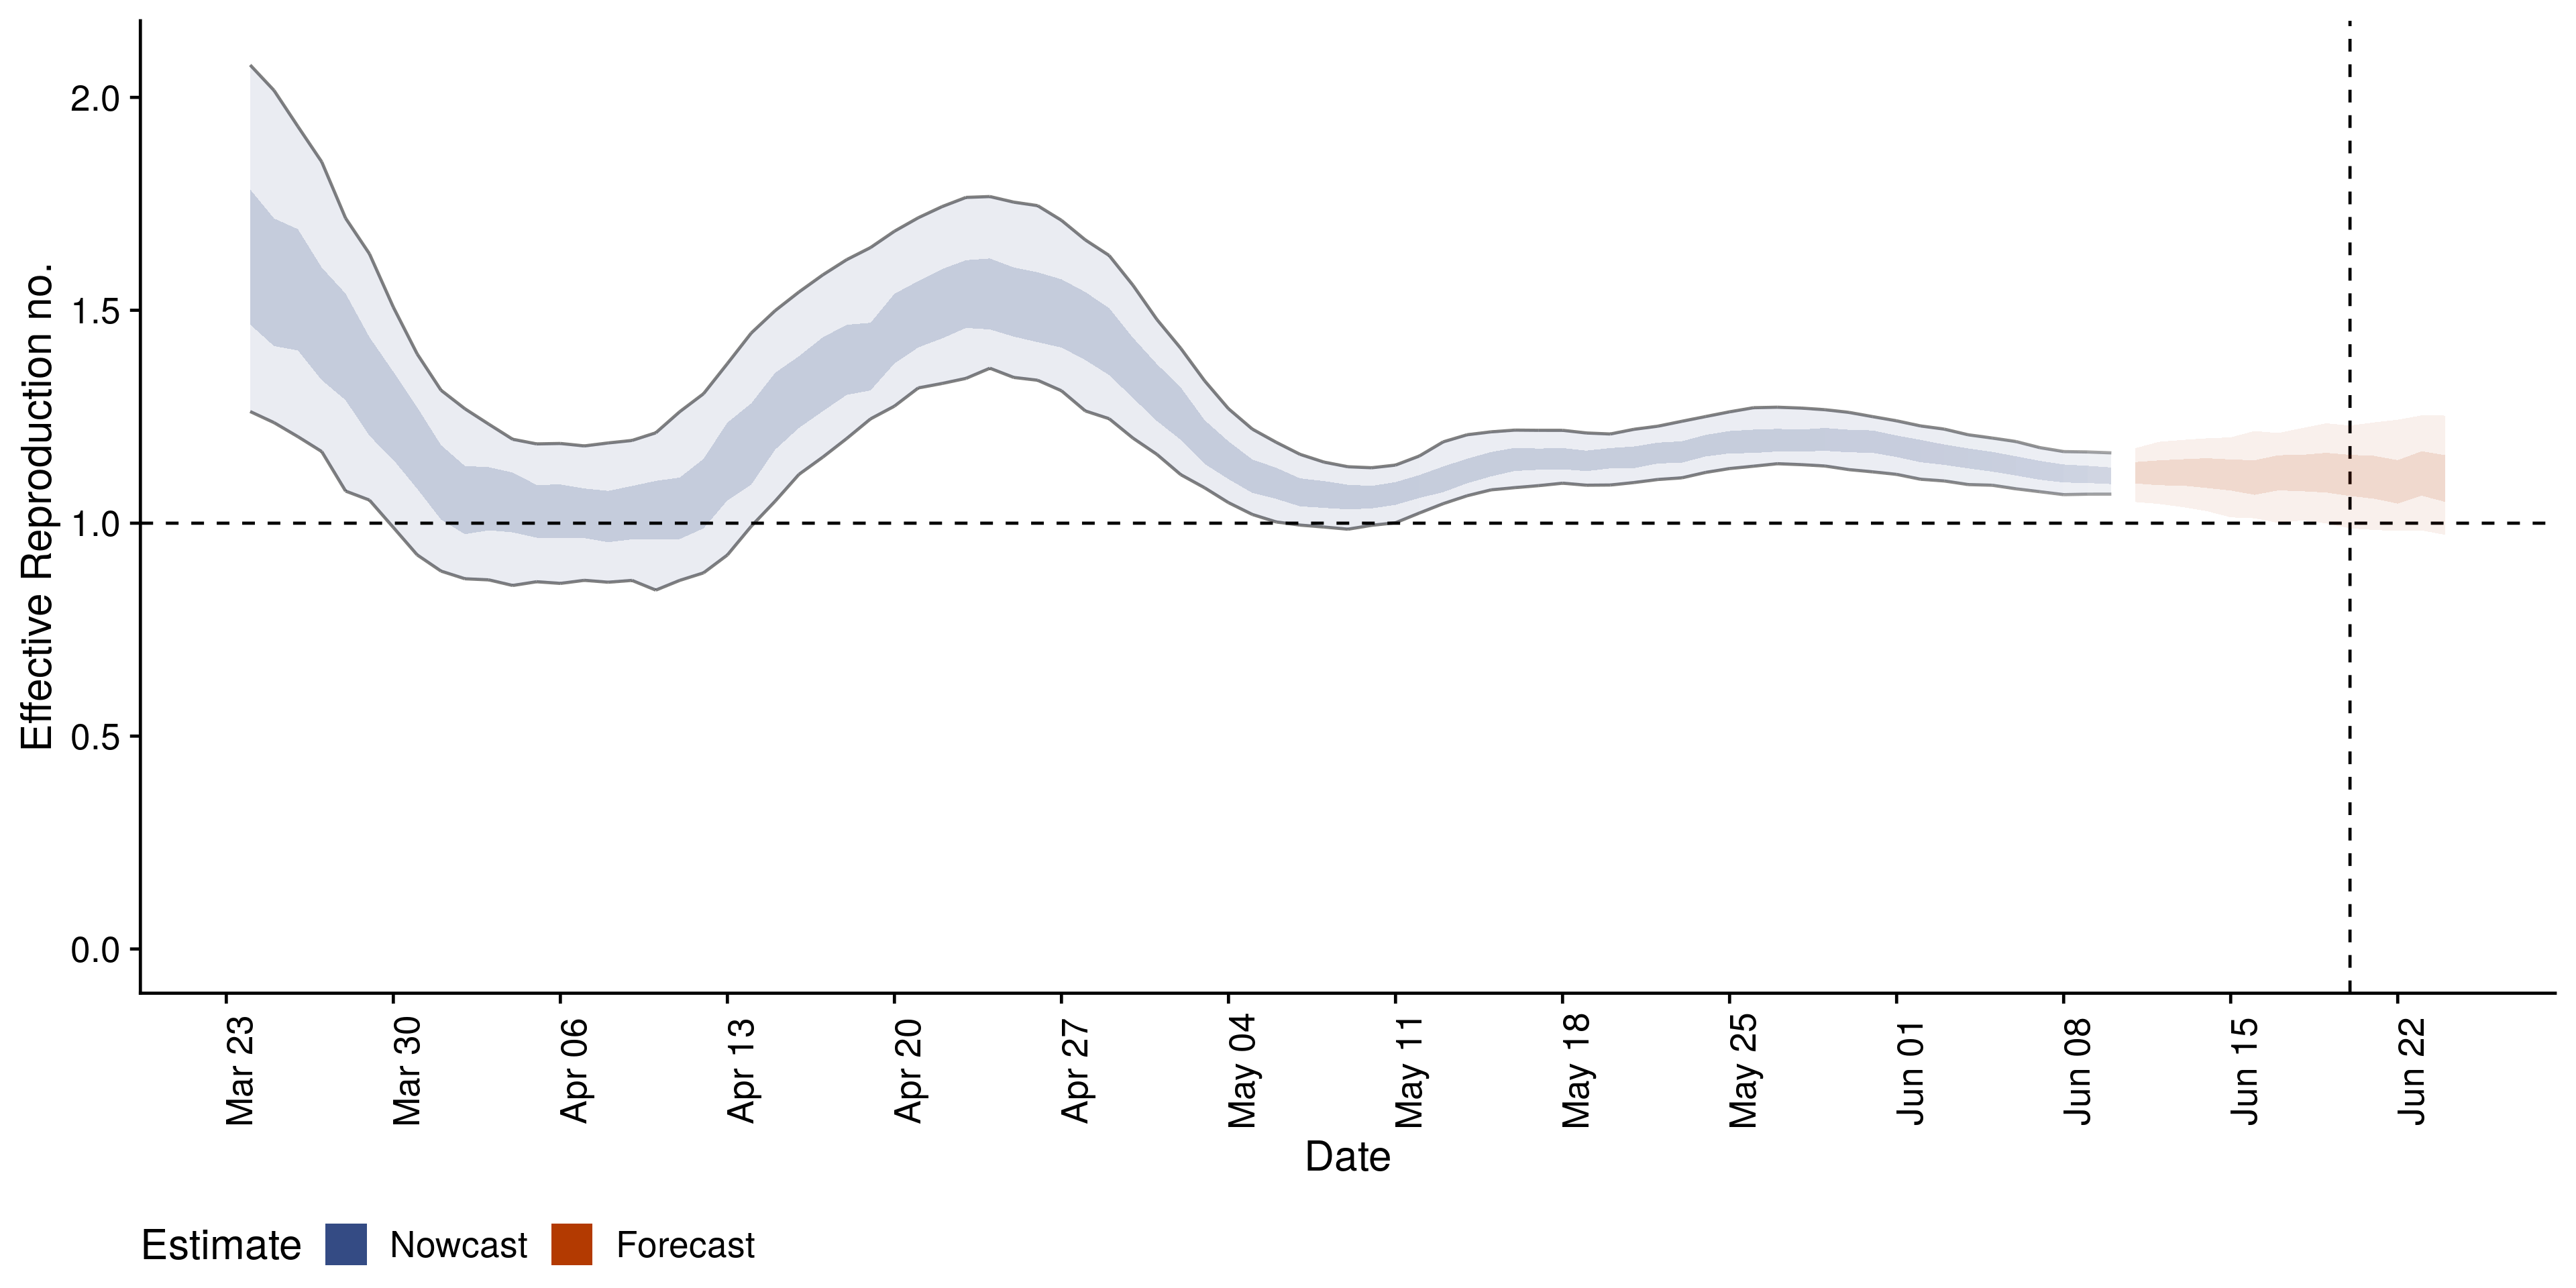 Effective Reproduction no.
2.0
1.5
1.0
0.5
0.0
Mar 23
Mar 30
Apr 06
Apr 13
Apr 20
Apr 27
May 04
May 11
May 18
May 25
Jun 01
Jun 08
Jun 15
Jun 22
Date
Estimate Nowcast Forecast